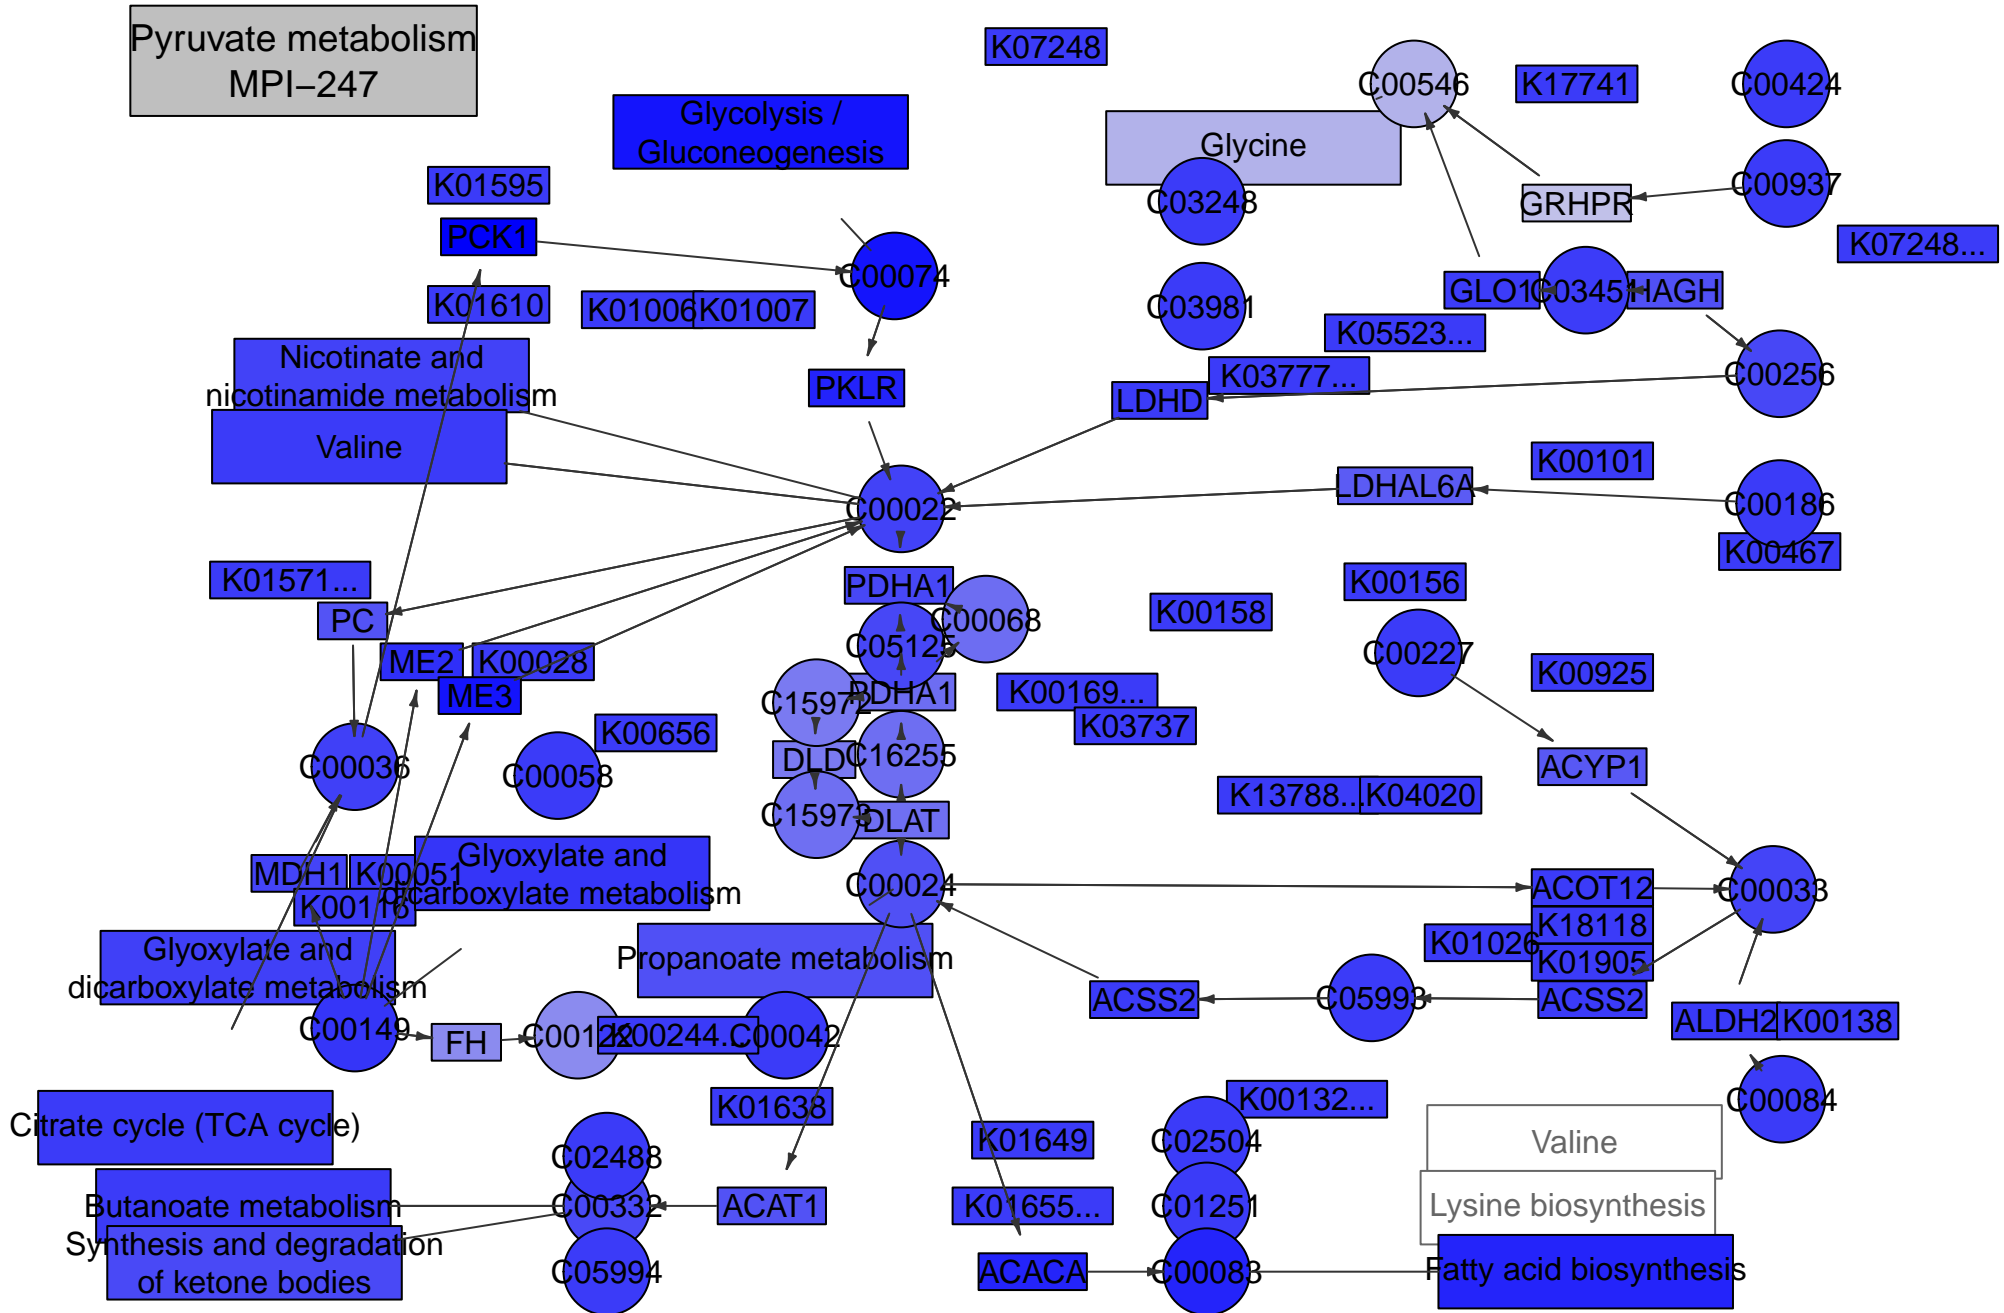 Pyruvate metabolism
MPI−247
K07248
C00546
K17741
C00424
Glycolysis /
Gluconeogenesis
Glycine
K01595
C03248
GRHPR
C00937
PCK1
K07248...
C00074
K01610
K01006
K01007
C03981
GLO1
C03451
HAGH
K05523...
Nicotinate and
nicotinamide metabolism
PKLR
K03777...
LDHD
C00256
Valine
K00101
LDHAL6A
C00186
C00022
K00467
K01571...
PDHA1
K00156
PC
C00068
K00158
ME2
K00028
C05125
C00227
K00925
ME3
C15972
PDHA1
K00169...
K03737
K00656
C00036
C00058
DLD
C16255
ACYP1
K13788...
K04020
C15973
DLAT
MDH1
K00051
Glyoxylate and
dicarboxylate metabolism
C00024
ACOT12
C00033
K00116
K18118
Glyoxylate and
dicarboxylate metabolism
Propanoate metabolism
K01026
K01905
ACSS2
C05993
ACSS2
C00149
FH
C00122
K00244...
C00042
ALDH2
K00138
K01638
K00132...
C00084
Citrate cycle (TCA cycle)
C02488
K01649
C02504
Valine
Butanoate metabolism
C00332
ACAT1
K01655...
C01251
Lysine biosynthesis
Synthesis and degradation
of ketone bodies
C05994
ACACA
C00083
Fatty acid biosynthesis